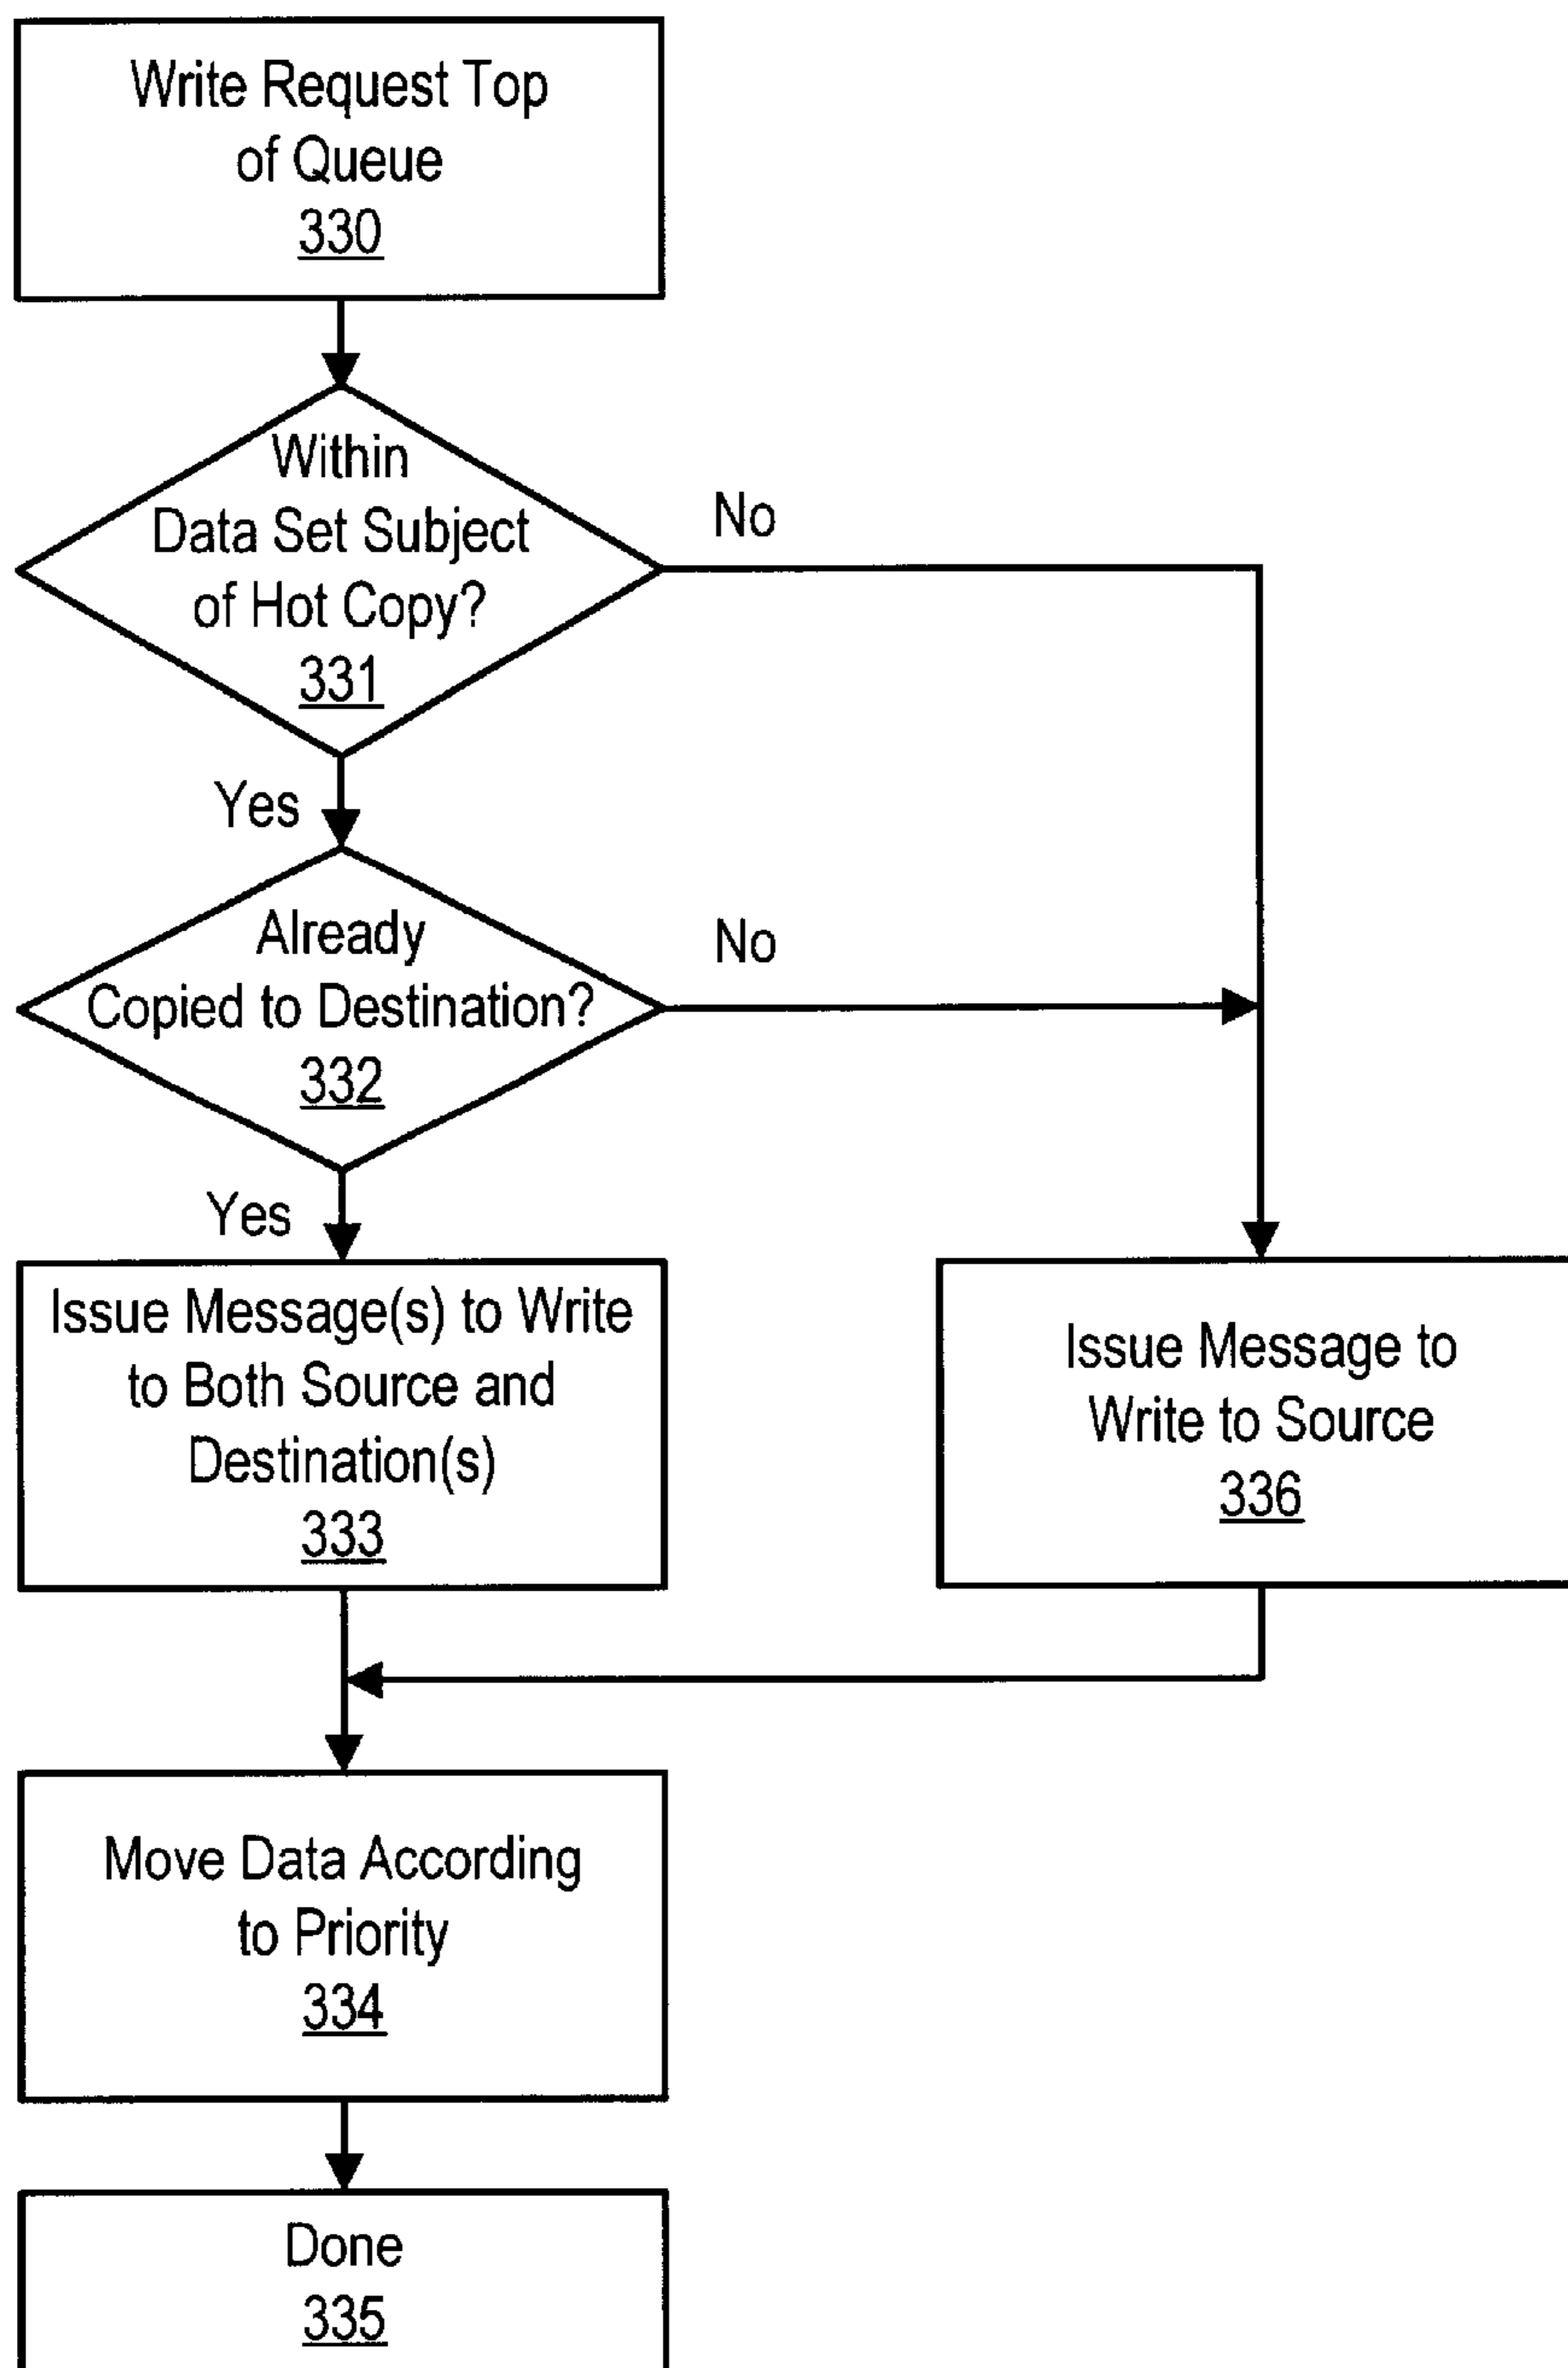 Write Request Top
of Queue
330
Within
Data Set Subject
of Hot Copy?
331
No
Yes
Already
Copied to Destination?
332
No
Yes
Issue Message(s) to Write
to Both Source and
Destination(s)
333
Issue Message to
Write to Source
336
Move Data According
to Priority
334
Done
335